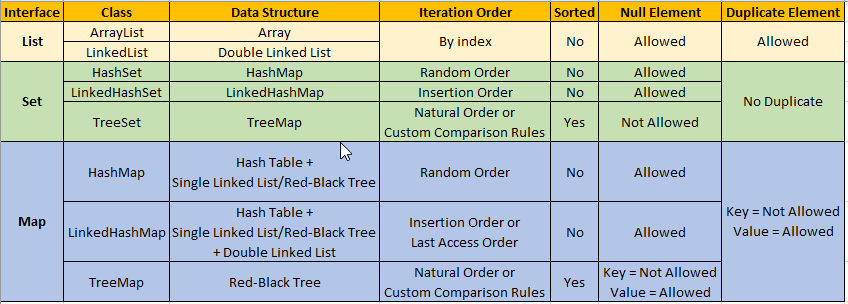 Interface Class Data Structure Iteration Order Sorted Null Element Duplicate Element
List
ArrayList Array
By index No Allowed Allowed
LinkedList Double Linked List
Set
HashSet HashMap Random Order No Allowed
LinkedHashSet LinkedHashMap Insertion Order No Allowed
No Duplicate
TreeSet TreeMap
Natural Order or
Custom Comparison Rules
Yes Not Allowed
Map
HashMap
Hash Table +
Single Linked List/Red-Black Tree
Random Order No Allowed
LinkedHashMap
Hash Table +
Single Linked List/Red-Black Tree
+ Double Linked List
Insertion Order or
Last Access Order
No Allowed
Key = Not Allowed
Value = Allowed
TreeMap Red-Black Tree
Natural Order or
Custom Comparison Rules
Yes
Key = Not Allowed
Value = Allowed